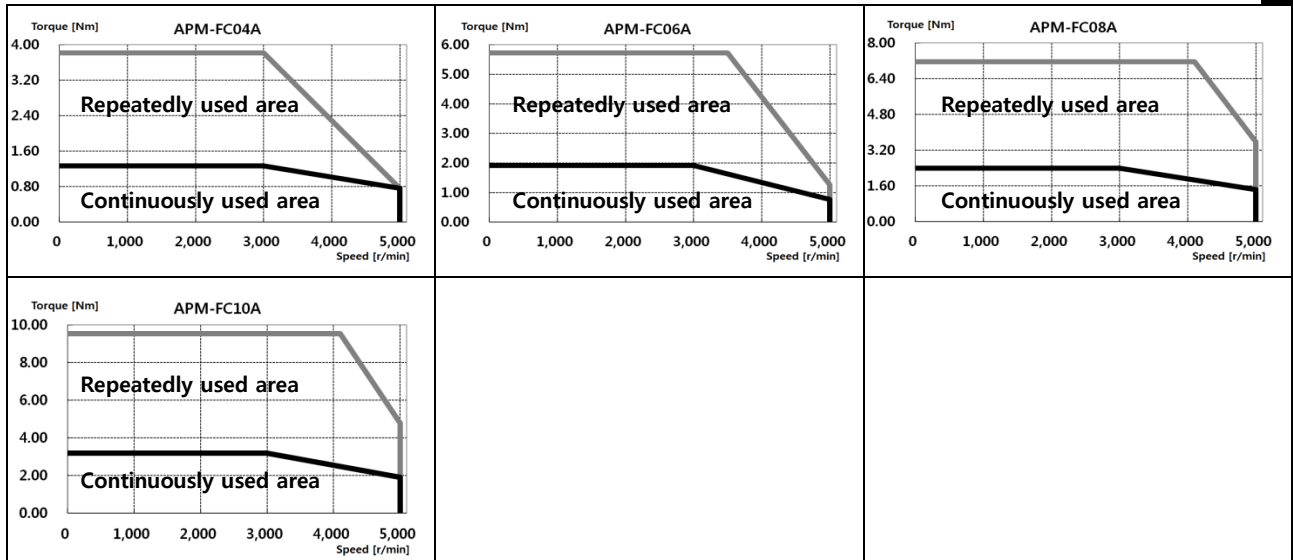 Torque [Nm] APM-FC04A
4.00
3.20
2.40
1.60
0.80
0.00
Repeatedly used area
Continuously used area
0 1,000 2,000 3,000 4,000 5,000
Speed [r/min]
Torque [Nm] APM-FC06A
6.00
5.00
4.00
3.00
2.00
1.00
0.00
Repeatedly used area
Continuously used area
0 1,000 2,000 3,000 4,000 5,000
Speed [r/min]
Torque [Nm] APM-FC08A
8.00
6.40
4.80
3.20
1.60
0.00
Repeatedly used area
Continuously used area
0 1,000 2,000 3,000 4,000 5,000
Speed [r/min]
Torque [Nm] APM-FC10A
10.00
8.00
6.00
4.00
2.00
0.00
Repeatedly used area
Continuously used area
0 1,000 2,000 3,000 4,000 5,000
Speed [r/min]